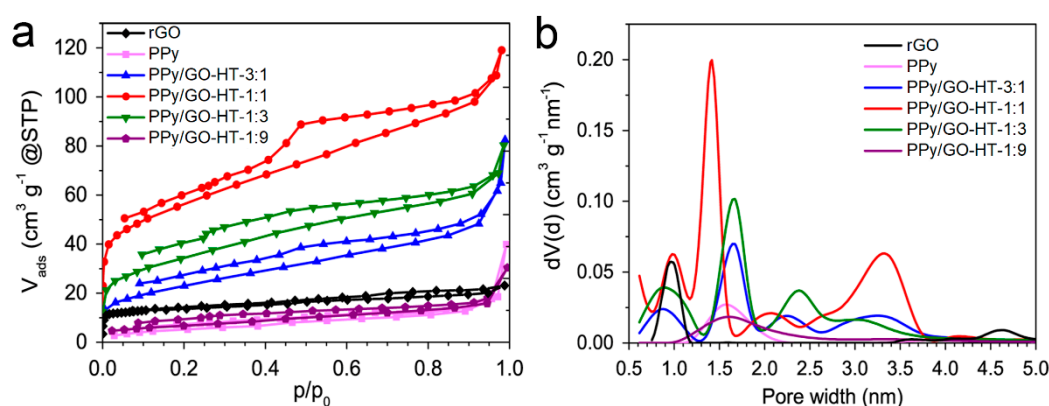 a
rGO
PPy
PPy/GO-HT-3:1
PPy/GO-HT-1:1
PPy/GO-HT-1:3
PPy/GO-HT-1:9
V_ads (cm³ g⁻¹ @STP)
120
100
80
60
40
20
0
0.0 0.2 0.4 0.6 0.8 1.0
p/p₀
b
rGO
PPy
PPy/GO-HT-3:1
PPy/GO-HT-1:1
PPy/GO-HT-1:3
PPy/GO-HT-1:9
dV(d) (cm³ g⁻¹nm⁻¹)
0.20
0.15
0.10
0.05
0.00
0.5 1.0 1.5 2.0 2.5 3.0 3.5 4.0 4.5 5.0
Pore width (nm)